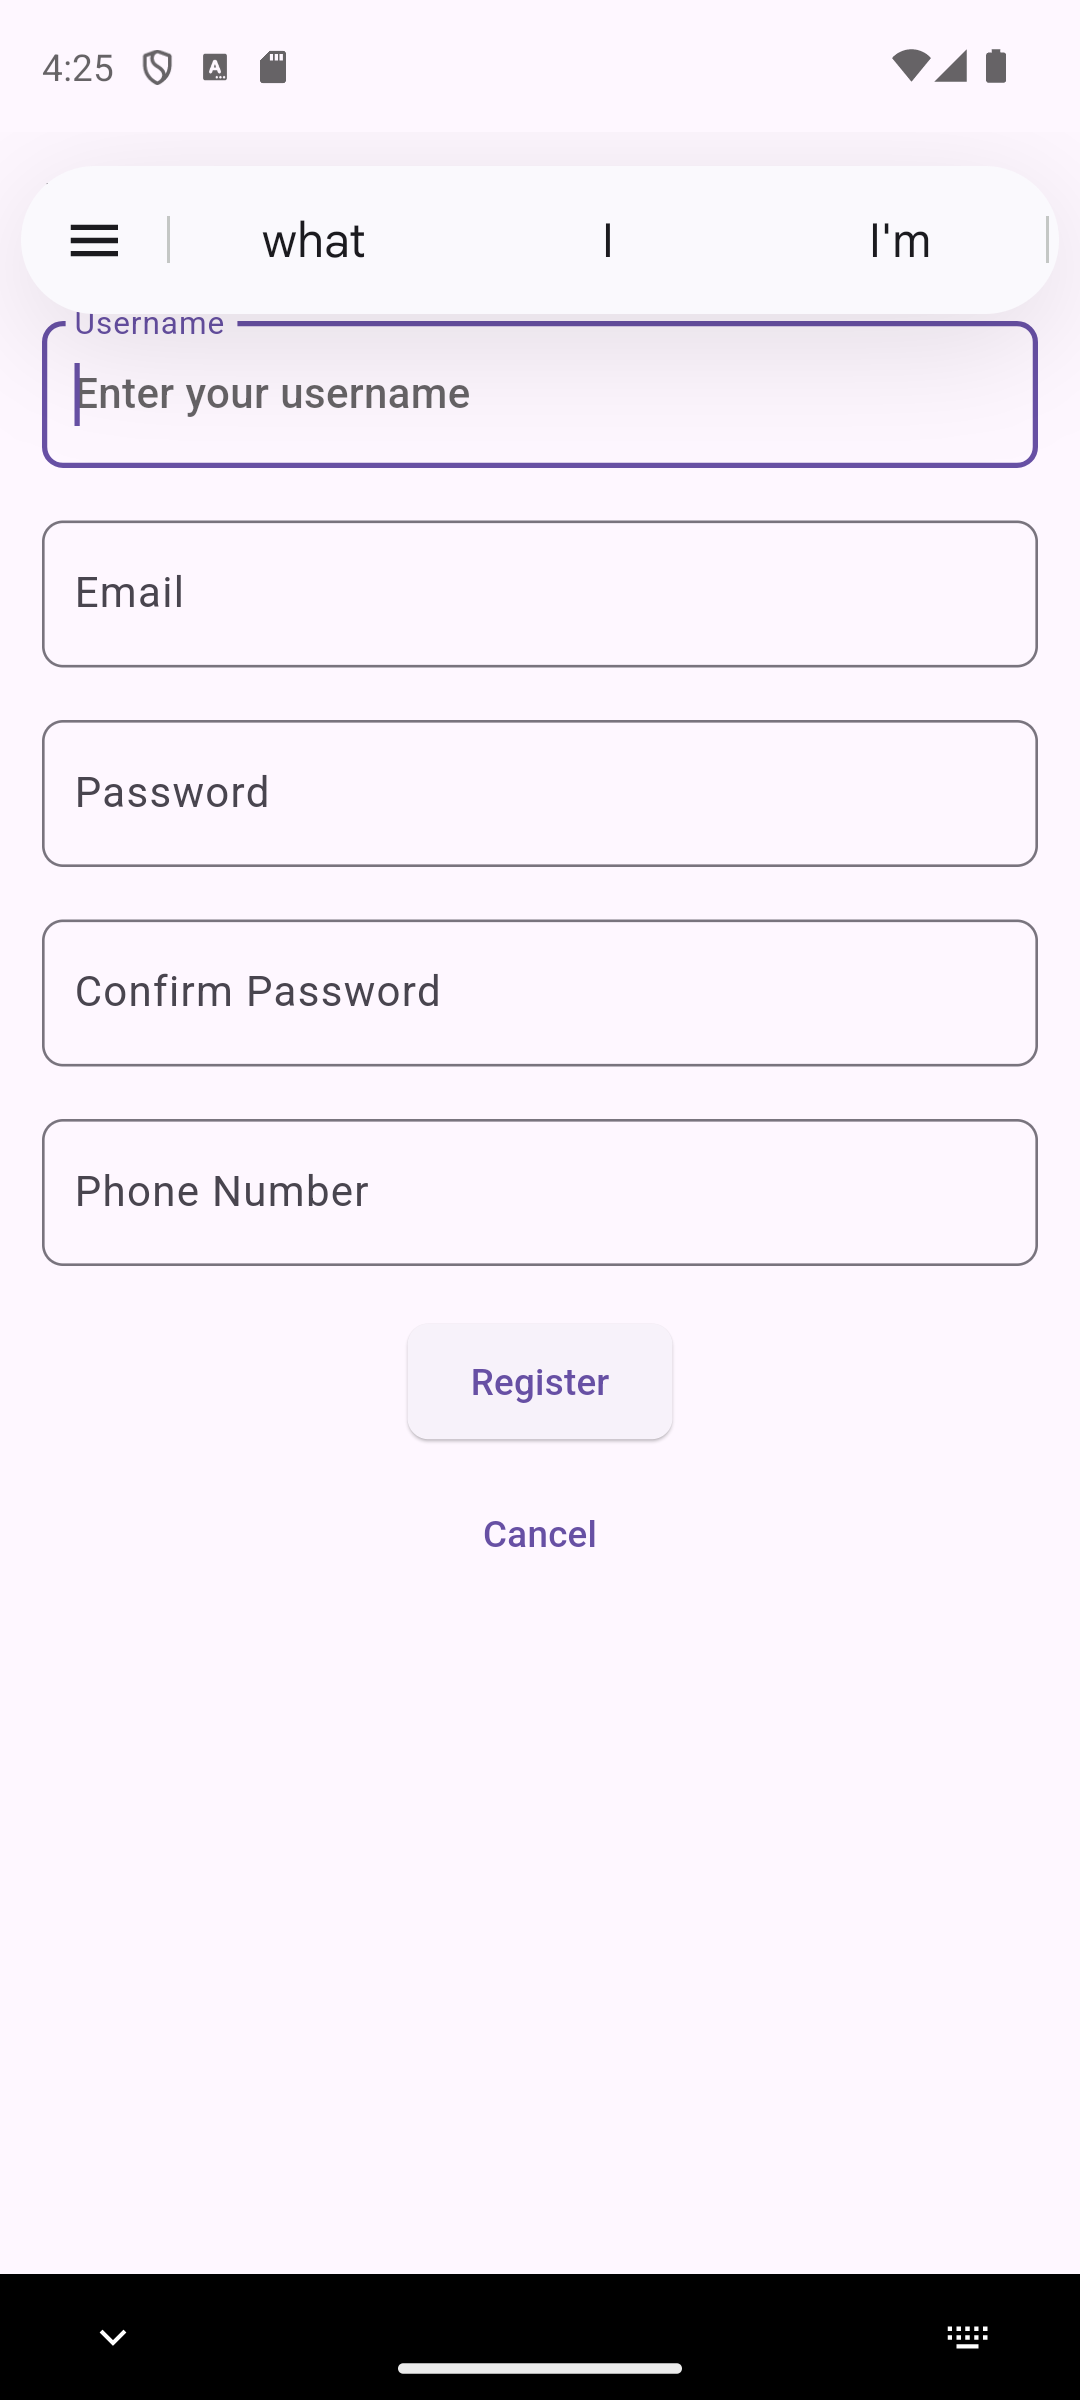 4:25
what I I'm
Username
Enter your username
Email
Password
Confirm Password
Phone Number
Register
Cancel